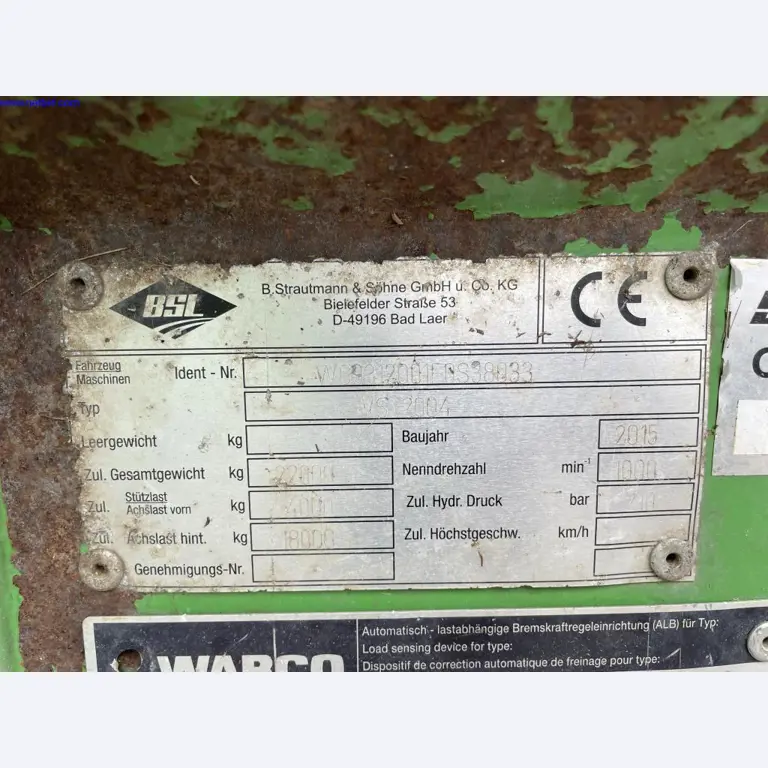 BSL
B.Strautmann & Söhne GmbH u. Co. KG
Bielefelder Straße 53
D-49196 Bad Laer
CE
Fahrzeug
Maschinen
Ident - Nr.
Typ
2004
Leergewicht kg
Baujahr 2015
Zul. Gesamtgewicht kg 22000
Nenndrehzahl min-1 1000
Zul. Stützlast
Achslast vorn kg 4000
Zul. Hydr. Druck bar
Zul. Achslast hint. kg 18000
Zul. Höchstgeschw. km/h
Genehmigungs-Nr.
WABCO
Automatisch - lastabhängige Bremskraftregeleinrichtung (ALB) für Typ:
Load sensing device for type:
Dispositif de correction automatique de freinage pour type: